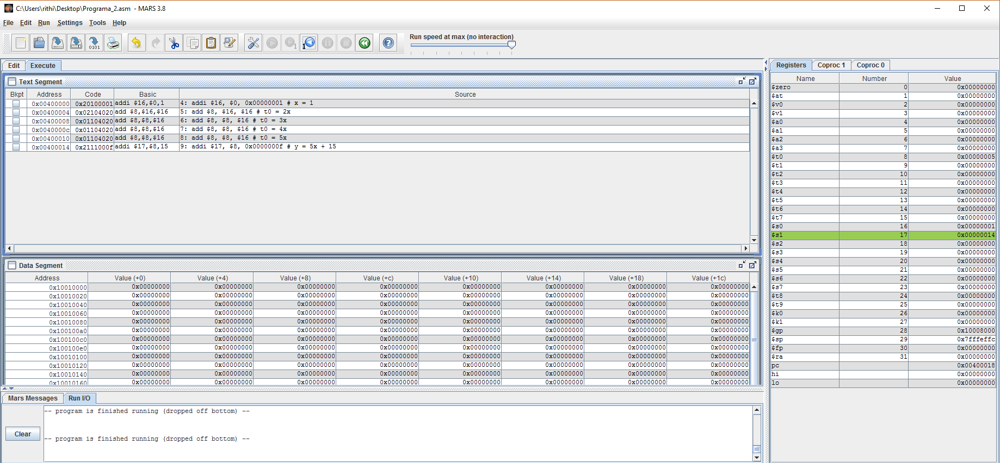 C:\Users\rithi\Desktop\Programa_2.asm - MARS 3.8
File Edit Run Settings Tools Help
0101
1
1
Run speed at max (no interaction)
Edit Execute
Text Segment
Bkpt Address Code Basic Source
0x00400000 0x20100001 addi $16,$0,1 4: addi $16, $0, 0x00000001 # x = 1
0x00400004 0x02104020 add $8,$16,$16 5: add $8, $16, $16 # t0 = 2x
0x00400008 0x01104020 add $8,$8,$16 6: add $8, $8, $16 # t0 = 3x
0x0040000c 0x01104020 add $8,$8,$16 7: add $8, $8, $16 # t0 = 4x
0x00400010 0x01104020 add $8,$8,$16 8: add $8, $8, $16 # t0 = 5x
0x00400014 0x2111000f addi $17,$8,15 9: addi $17, $8, 0x0000000f # y = 5x + 15
Data Segment
Address Value (+0) Value (+4) Value (+8) Value (+c) Value (+10) Value (+14) Value (+18) Value (+1c)
0x10010000 0x00000000 0x00000000 0x00000000 0x00000000 0x00000000 0x00000000 0x00000000 0x00000000
0x10010020 0x00000000 0x00000000 0x00000000 0x00000000 0x00000000 0x00000000 0x00000000 0x00000000
0x10010040 0x00000000 0x00000000 0x00000000 0x00000000 0x00000000 0x00000000 0x00000000 0x00000000
0x10010060 0x00000000 0x00000000 0x00000000 0x00000000 0x00000000 0x00000000 0x00000000 0x00000000
0x10010080 0x00000000 0x00000000 0x00000000 0x00000000 0x00000000 0x00000000 0x00000000 0x00000000
0x100100a0 0x00000000 0x00000000 0x00000000 0x00000000 0x00000000 0x00000000 0x00000000 0x00000000
0x100100c0 0x00000000 0x00000000 0x00000000 0x00000000 0x00000000 0x00000000 0x00000000 0x00000000
0x100100e0 0x00000000 0x00000000 0x00000000 0x00000000 0x00000000 0x00000000 0x00000000 0x00000000
0x10010100 0x00000000 0x00000000 0x00000000 0x00000000 0x00000000 0x00000000 0x00000000 0x00000000
0x10010120 0x00000000 0x00000000 0x00000000 0x00000000 0x00000000 0x00000000 0x00000000 0x00000000
0x10010140 0x00000000 0x00000000 0x00000000 0x00000000 0x00000000 0x00000000 0x00000000 0x00000000
0x10010160 0x00000000 0x00000000 0x00000000 0x00000000 0x00000000 0x00000000 0x00000000 0x00000000
Mars Messages Run I/O
Clear
-- program is finished running (dropped off bottom) --
-- program is finished running (dropped off bottom) --
Registers Coproc 1 Coproc 0
Name Number Value
$zero 0 0x00000000
$at 1 0x00000000
$v0 2 0x00000000
$v1 3 0x00000000
$a0 4 0x00000000
$a1 5 0x00000000
$a2 6 0x00000000
$a3 7 0x00000000
$t0 8 0x00000005
$t1 9 0x00000000
$t2 10 0x00000000
$t3 11 0x00000000
$t4 12 0x00000000
$t5 13 0x00000000
$t6 14 0x00000000
$t7 15 0x00000000
$s0 16 0x00000001
$s1 17 0x00000014
$s2 18 0x00000000
$s3 19 0x00000000
$s4 20 0x00000000
$s5 21 0x00000000
$s6 22 0x00000000
$s7 23 0x00000000
$t8 24 0x00000000
$t9 25 0x00000000
$k0 26 0x00000000
$k1 27 0x00000000
$gp 28 0x10008000
$sp 29 0x7fffeffc
$fp 30 0x00000000
$ra 31 0x00000000
pc 0x00400018
hi 0x00000000
lo 0x00000000